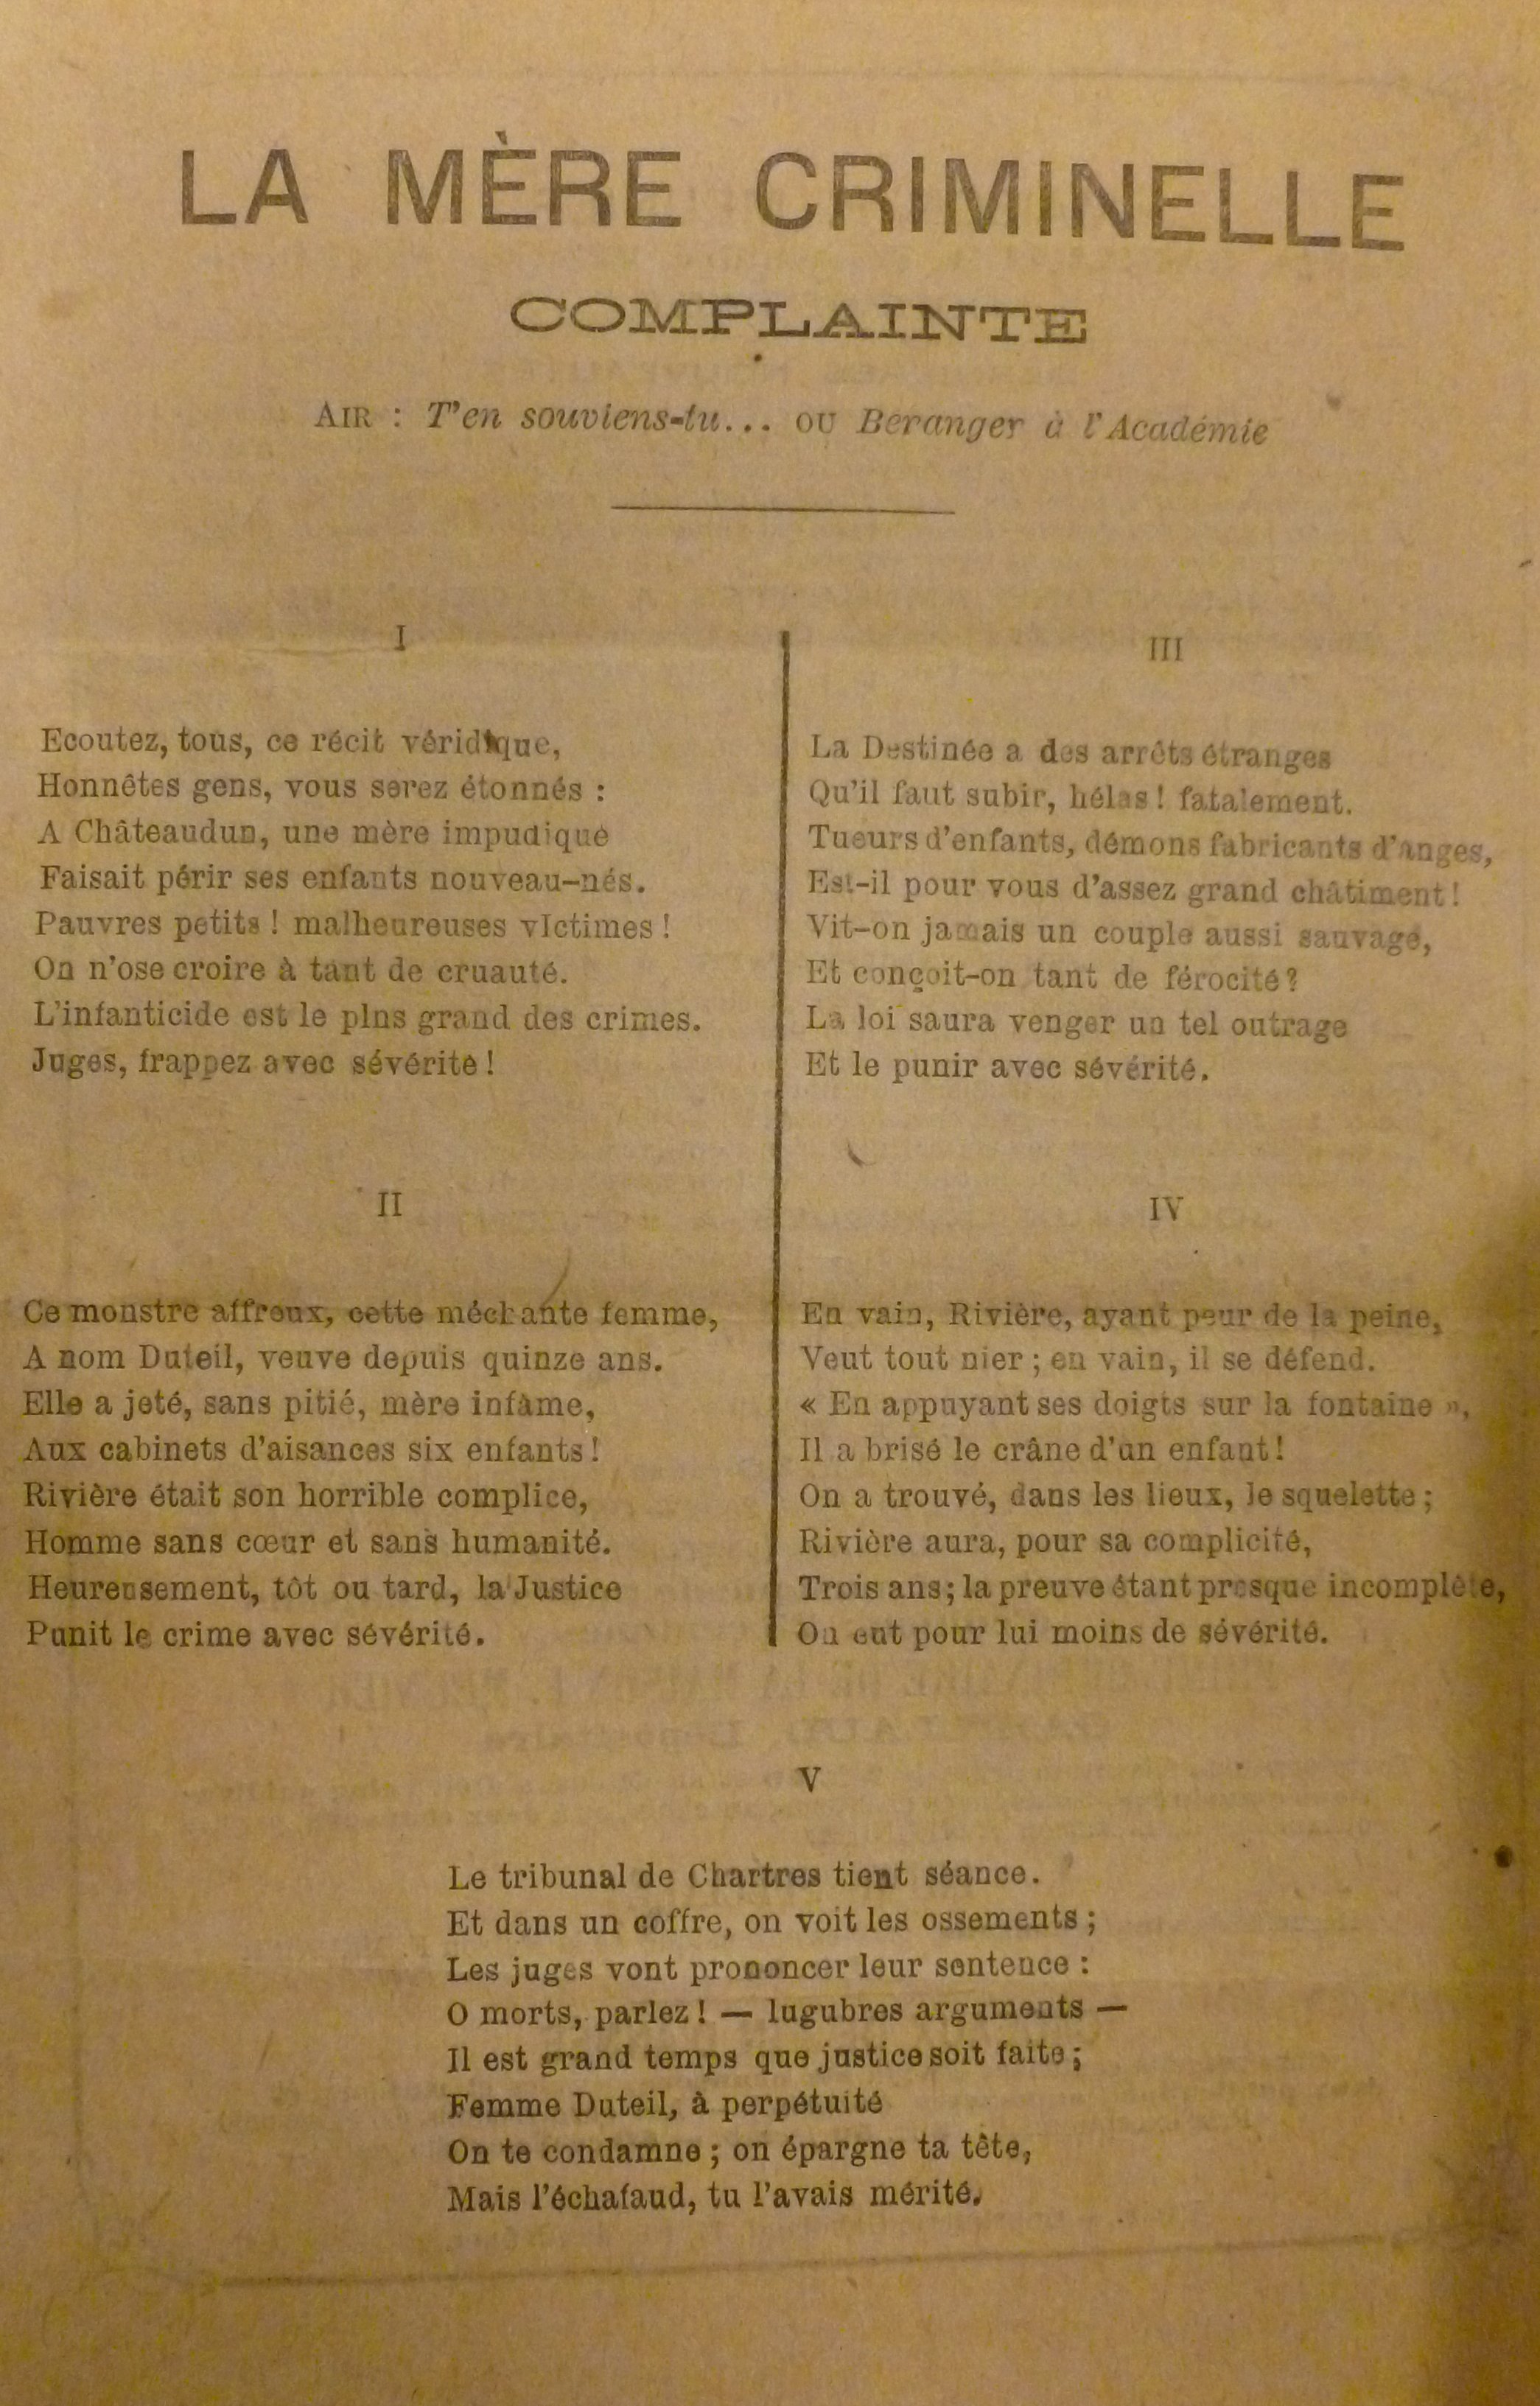 LA MÈRE CRIMINELLE
COMPLAINTE
AIR : T'en souviens-tu... ou Beranger à l'Académie
I
Ecoutez, tous, ce récit véridique,
Honnêtes gens, vous serez étonnés :
A Châteaudun, une mère impudique
Faisait périr ses enfants nouveau-nés.
Pauvres petits ! malheureuses vIctimes !
On n'ose croire à tant de cruauté.
L'infanticide est le plns grand des crimes.
Juges, frappez avec sévérité !
II
Ce monstre affreux, cette méchante femme,
A nom Duteil, veuve depuis quinze ans.
Elle a jeté, sans pitié, mère infâme,
Aux cabinets d'aisances six enfants !
Rivière était son horrible complice,
Homme sans cœur et sans humanité.
Heureusement, tôt ou tard, la Justice
Punit le crime avec sévérité.
III
La Destinée a des arrêts étranges
Qu'il faut subir, hélas ! fatalement.
Tueurs d'enfants, démons fabricants d'anges,
Est-il pour vous d'assez grand châtiment !
Vit-on jamais un couple aussi sauvage,
Et conçoit-on tant de férocité ?
La loi saura venger un tel outrage
Et le punir avec sévérité.
IV
En vain, Rivière, ayant peur de la peine,
Veut tout nier ; en vain, il se défend.
« En appuyant ses doigts sur la fontaine »,
Il a brisé le crâne d'un enfant !
On a trouvé, dans les lieux, le squelette ;
Rivière aura, pour sa complicité,
Trois ans ; la preuve étant presque incomplète,
On eut pour lui moins de sévérité.
V
Le tribunal de Chartres tient séance.
Et dans un coffre, on voit les ossements ;
Les juges vont prononcer leur sentence :
O morts, parlez ! — lugubres arguments —
Il est grand temps que justice soit faite ;
Femme Duteil, à perpétuité
On te condamne ; on épargne ta tête,
Mais l'échafaud, tu l'avais mérité.